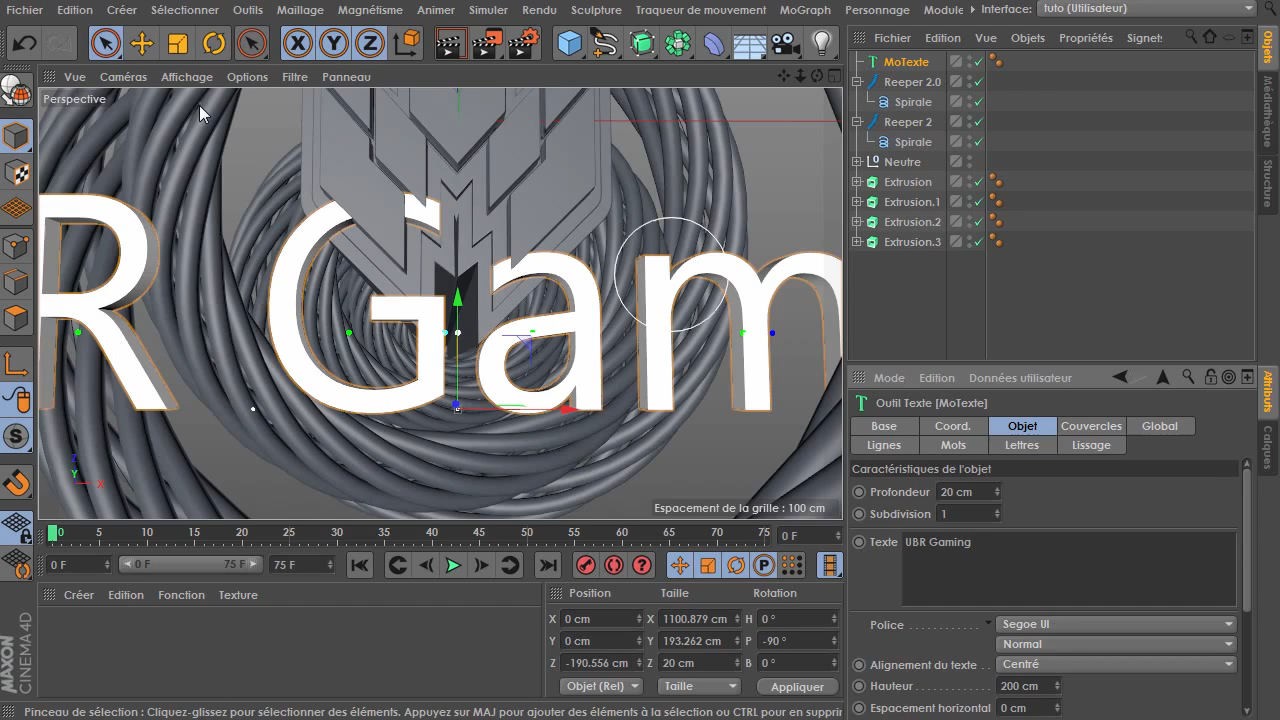 Fichier Edition Créer Sélectionner Outils Maillage Magnétisme Animer Simuler Rendu Sculpture Traqueur de mouvement Personnage MoGraph Module Interface: tuto (Utilisateur)
X Y Z
Fichier Edition Vue Objets Propriétés Signets
Vue Caméras Affichage Options Filtre Panneau
Perspective
MoTexte
Reeper 2.0
Spirale
Reeper 2
Spirale
Neutre
Extrusion
Extrusion.1
Extrusion.2
Extrusion.3
Objets
Médiathèque
Structure
R Gam
Z
Y
X
Espacement de la grille : 100 cm
Mode Edition Données utilisateur
Outil Texte [MoTexte]
Base Coord. Objet Couvercles Global
Lignes Mots Lettres Lissage
Attributs
Calques
Caractéristiques de l'objet
Profondeur 20 cm
Subdivision 1
Texte UBR Gaming
Police Segoe UI
Normal
Alignement du texte Centré
Hauteur 200 cm
Espacement horizontal 0 cm
0 5 10 15 20 25 30 35 40 45 50 55 60 65 70 75 0 F
0 F 0 F 75 F 75 F
Créer Edition Fonction Texture
Position Taille Rotation
X 0 cm X 1100.879 cm H 0 °
Y 0 cm Y 193.262 cm P -90 °
Z -190.556 cm Z 20 cm B 0 °
Objet (Rel) Taille Appliquer
MAXON
CINEMA 4D
Pinceau de sélection : Cliquez-glissez pour sélectionner des éléments. Appuyez sur MAJ pour ajouter des éléments à la sélection ou CTRL pour en supprir